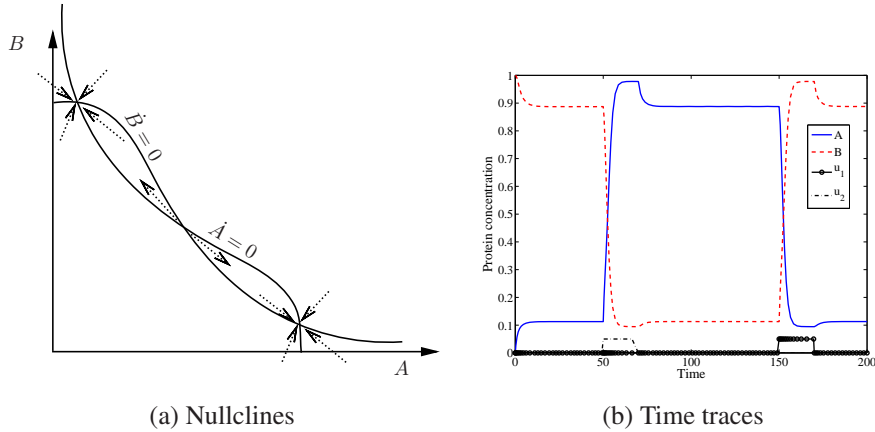 B
Ḃ = 0
Ȧ = 0
A
(a) Nullclines
Protein concentration
1
0.9
0.8
0.7
0.6
0.5
0.4
0.3
0.2
0.1
0
0 50 100 150 200
Time
A
B
u₁
u₂
(b) Time traces